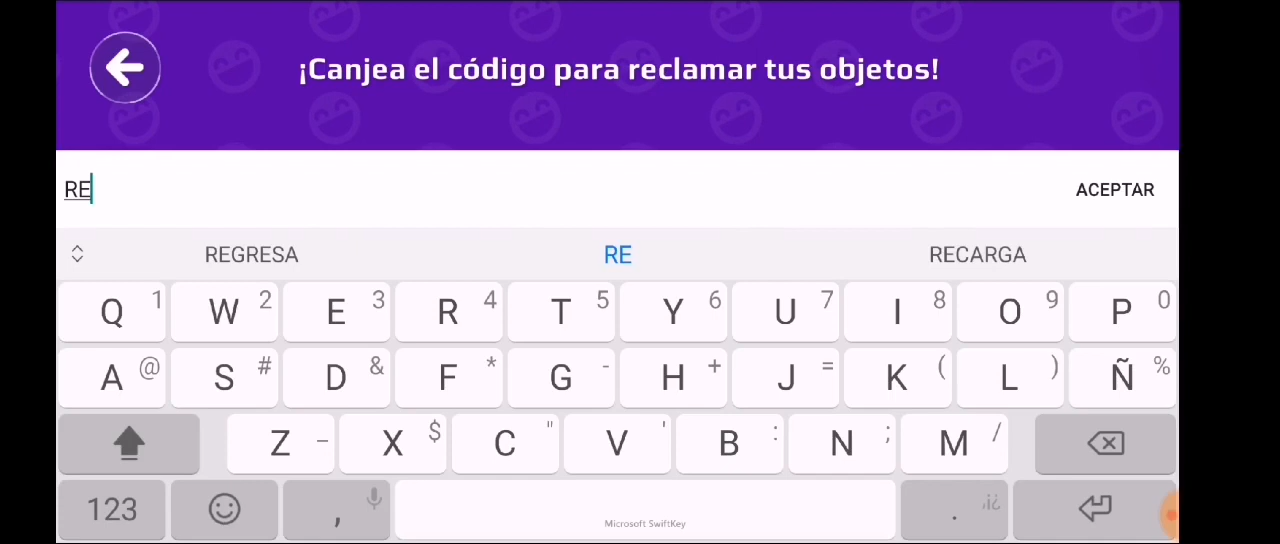 ¡Canjea el código para reclamar tus objetos!
RE
ACEPTAR
REGRESA RE RECARGA
Q 1 W 2 E 3 R 4 T 5 Y 6 U 7 I 8 O 9 P 0
A @ S # D & F * G - H + J = K ( L ) Ñ %
Z _ X $ C " V ' B : N ; M /
123 , . ,¡¿
Microsoft SwiftKey